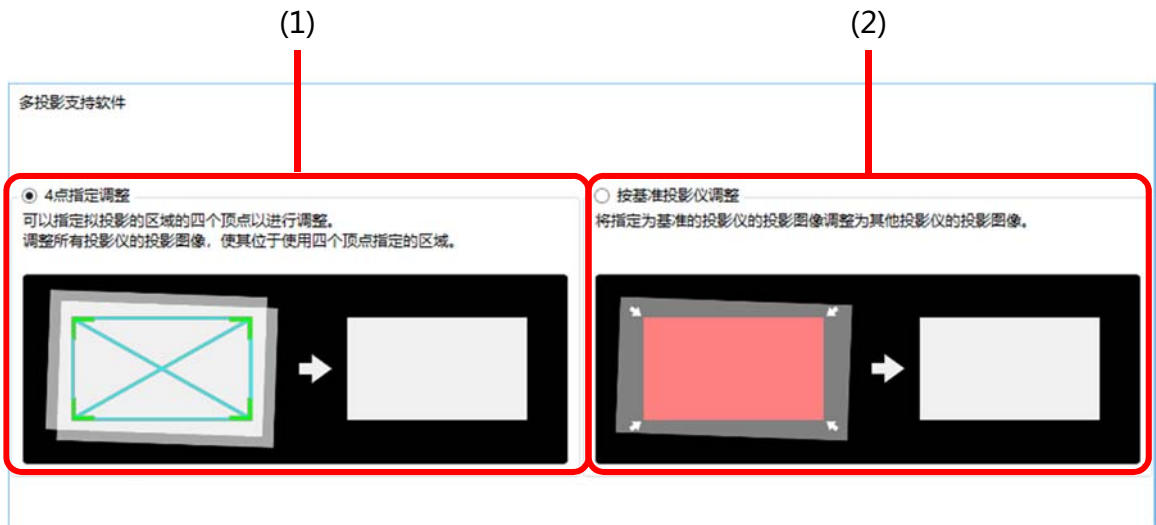 (1)
(2)
多投影支持软件
4点指定调整
可以指定拟投影的区域的四个顶点以进行调整。
调整所有投影仪的投影图像，使其位于使用四个顶点指定的区域。
按基准投影仪调整
将指定为基准的投影仪的投影图像调整为其他投影仪的投影图像。